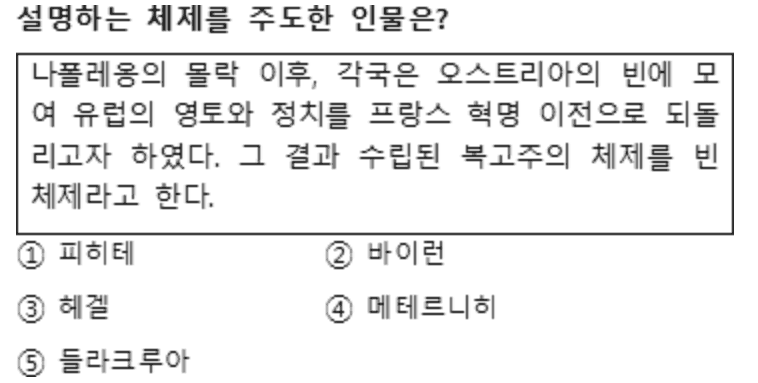 설명하는 체제를 주도한 인물은?
나폴레옹의 몰락 이후, 각국은 오스트리아의 빈에 모
여 유럽의 영토와 정치를 프랑스 혁명 이전으로 되돌
리고자 하였다. 그 결과 수립된 복고주의 체제를 빈
체제라고 한다.
① 피히테 ② 바이런
③ 헤겔 ④ 메테르니히
⑤ 들라크루아